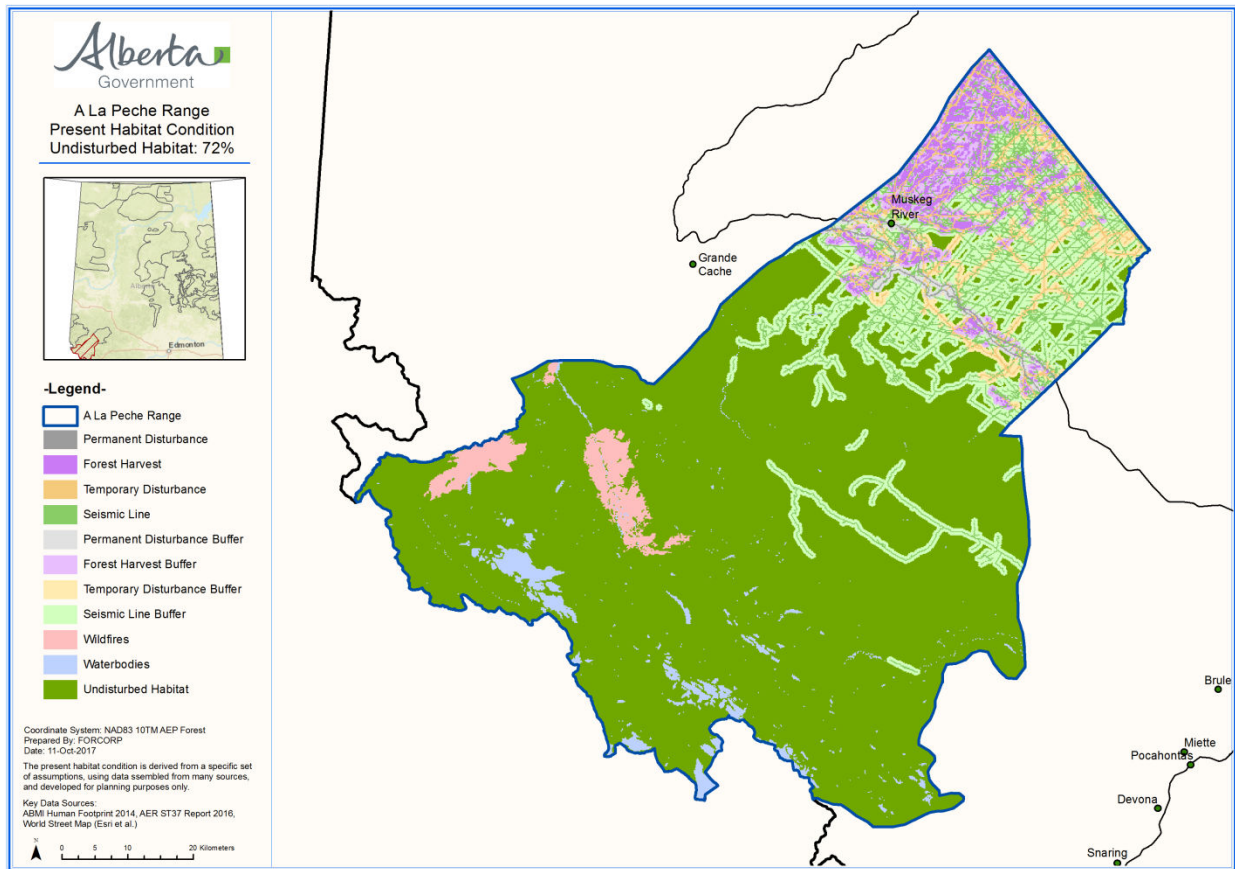 Alberta
Government
A La Peche Range
Present Habitat Condition
Undisturbed Habitat: 72%
Alberta
Edmonton
-Legend-
A La Peche Range
Permanent Disturbance
Forest Harvest
Temporary Disturbance
Seismic Line
Permanent Disturbance Buffer
Forest Harvest Buffer
Temporary Disturbance Buffer
Seismic Line Buffer
Wildfires
Waterbodies
Undisturbed Habitat
Coordinate System: NAD83 10TM AEP Forest
Prepared By: FORCORP
Date: 11-Oct-2017
The present habitat condition is derived from a specific set
of assumptions, using data ssembled from many sources,
and developed for planning purposes only.
Key Data Sources:
ABMI Human Footprint 2014, AER ST37 Report 2016,
World Street Map (Esri et al.)
N
0 5 10 20 Kilometers
Muskeg
River
Grande
Cache
Brule
Miette
Pocahontas
Devona
Snaring